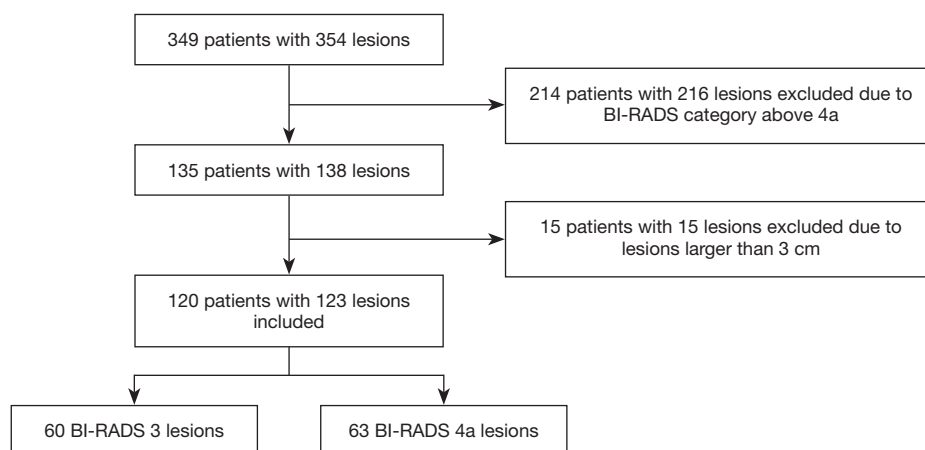 349 patients with 354 lesions
214 patients with 216 lesions excluded due to
BI-RADS category above 4a
135 patients with 138 lesions
15 patients with 15 lesions excluded due to
lesions larger than 3 cm
120 patients with 123 lesions
included
60 BI-RADS 3 lesions
63 BI-RADS 4a lesions